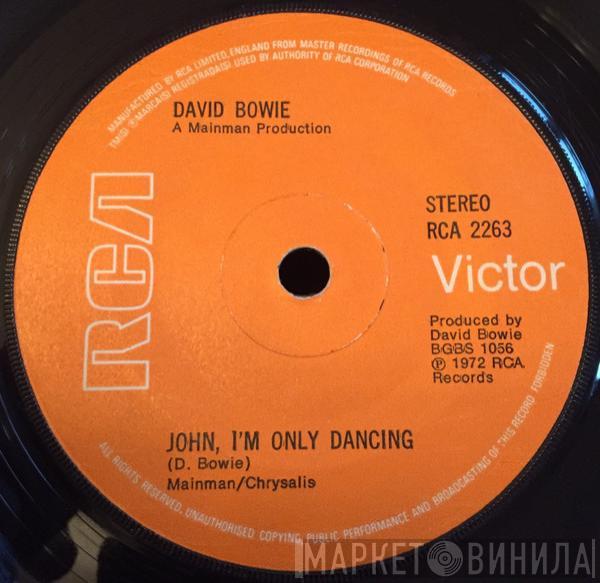 MANUFACTURED BY RCA LIMITED, ENGLAND FROM MASTER RECORDINGS OF RCA RECORDS
TM(S) ® MARCA(S) REGISTRADA(S) USED BY AUTHORITY OF RCA CORPORATION
DAVID BOWIE
A Mainman Production
RCA
STEREO
RCA 2263
Victor
Produced by
David Bowie
BGBS 1056
℗ 1972 RCA
Records
JOHN, I'M ONLY DANCING
(D. Bowie)
Mainman/Chrysalis
ALL RIGHTS RESERVED. UNAUTHORISED COPYING, PUBLIC PERFORMANCE AND BROADCASTING OF THIS RECORD FORBIDDEN
МАРКЕТ ВИНИЛА